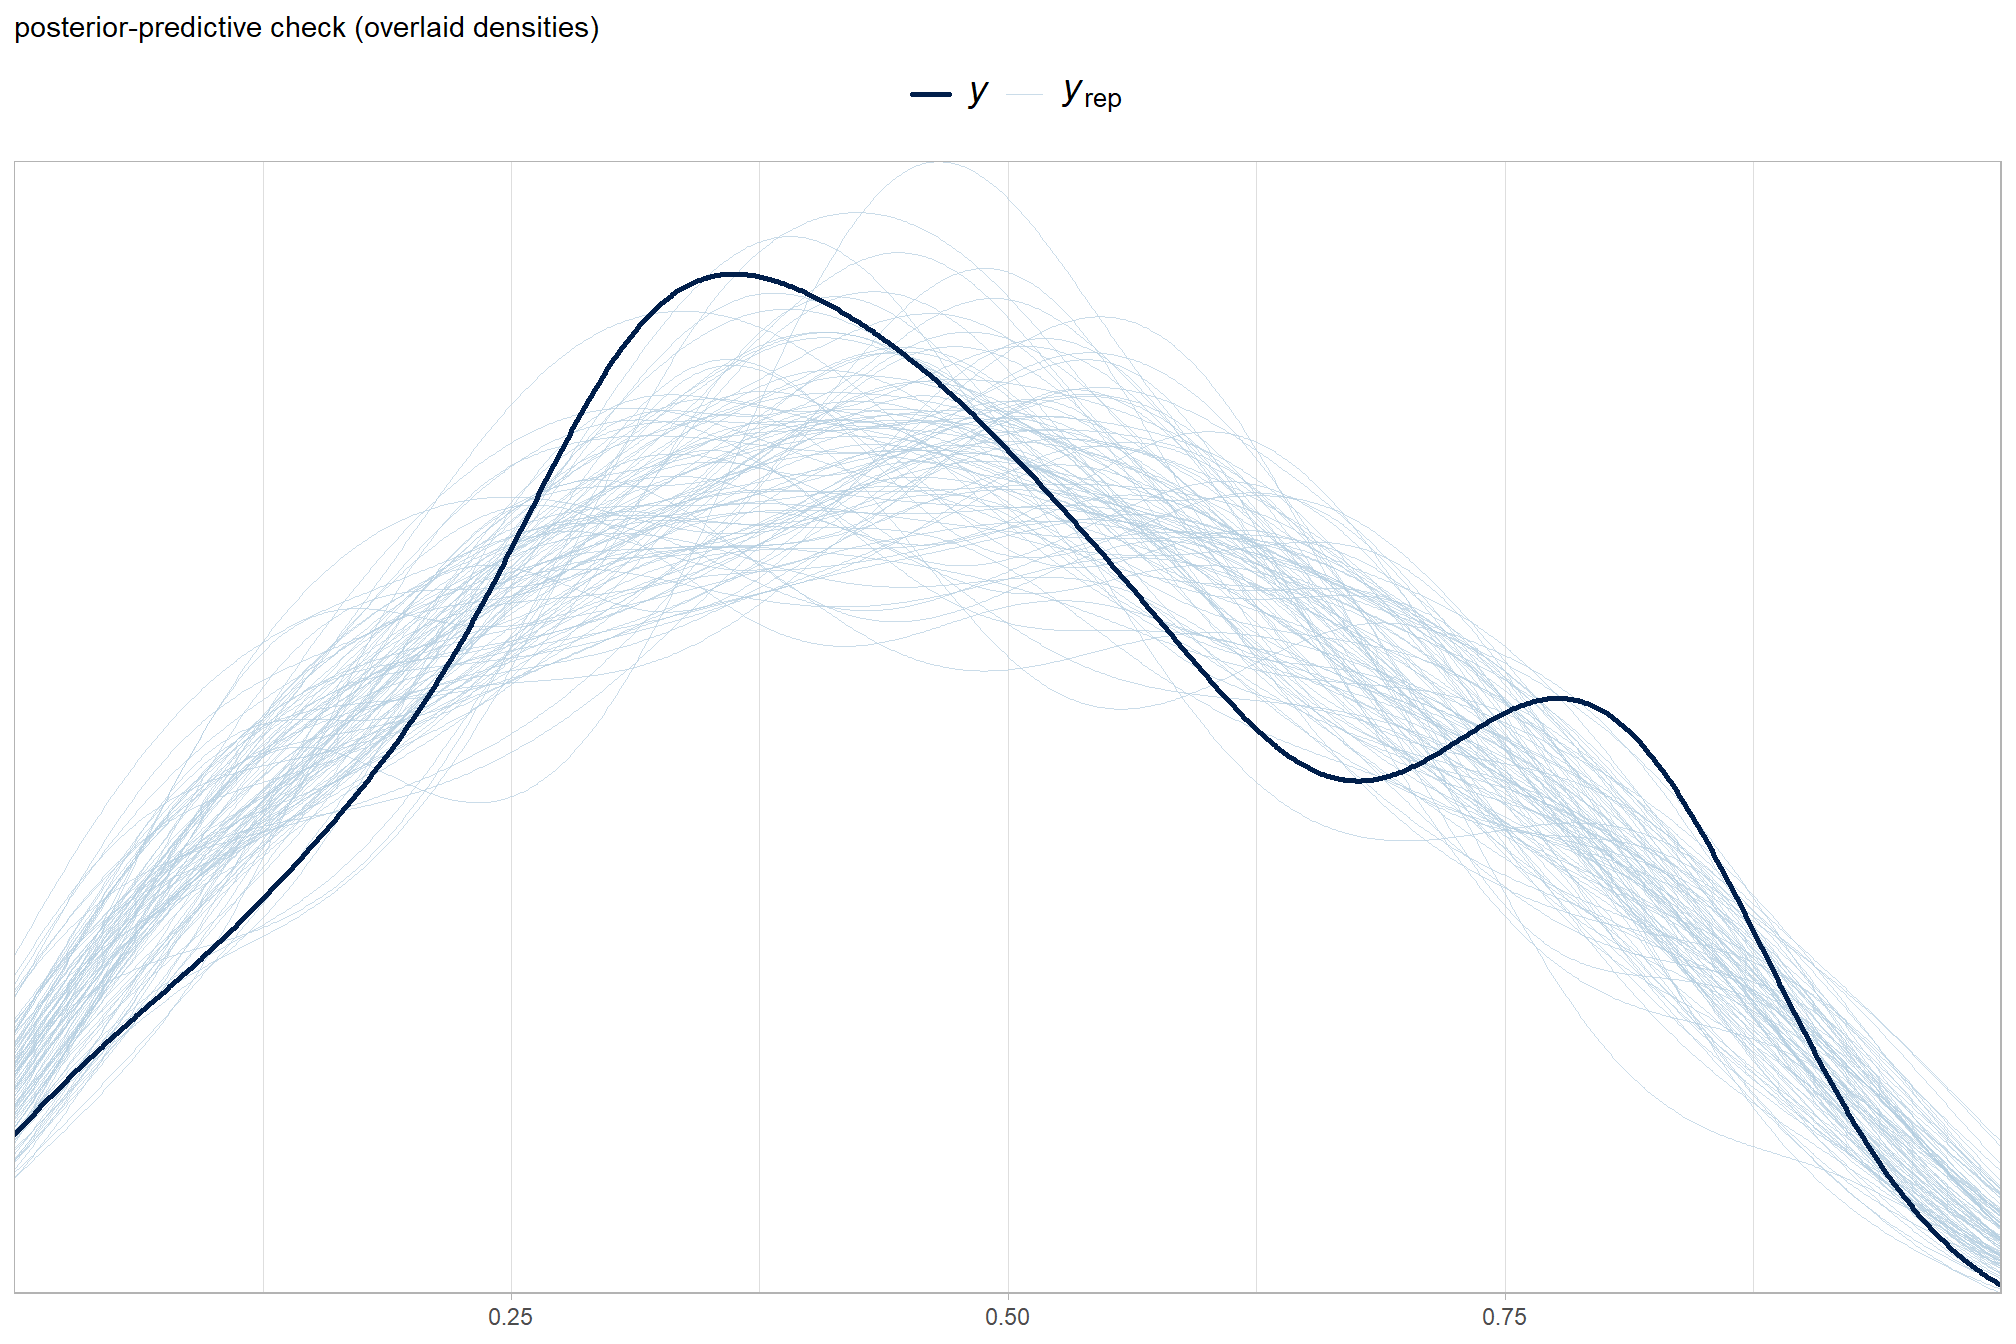 posterior-predictive check (overlaid densities)
y y rep
0.25 0.50 0.75